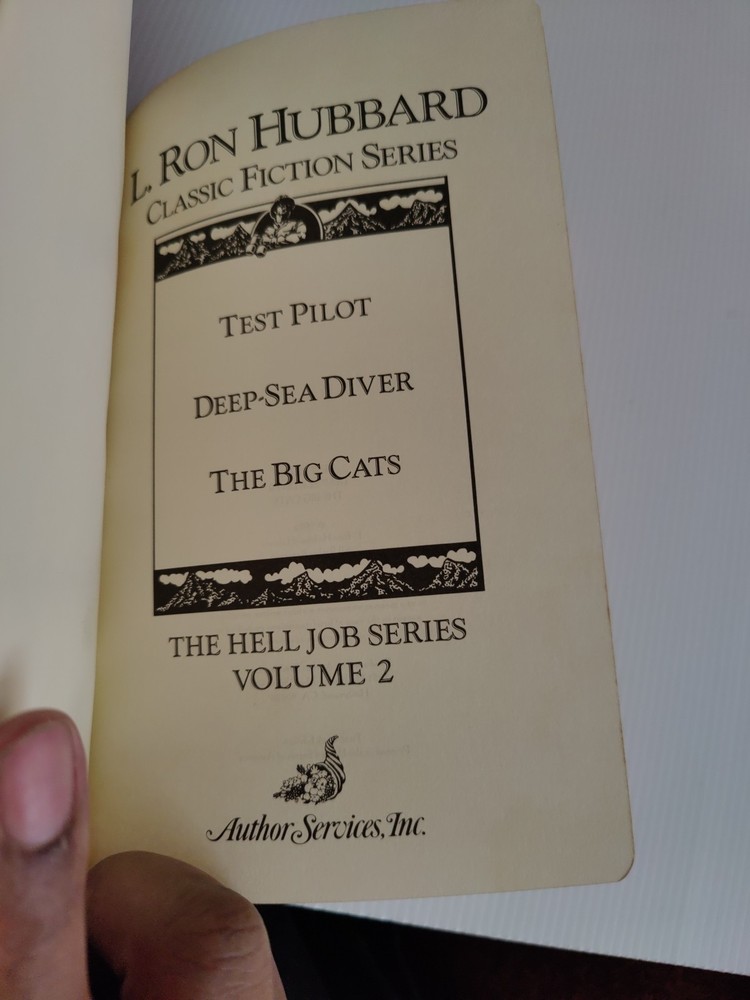 L. RON HUBBARD
CLASSIC FICTION SERIES
TEST PILOT
DEEP-SEA DIVER
THE BIG CATS
THE HELL JOB SERIES
VOLUME 2
Author Services, Inc.